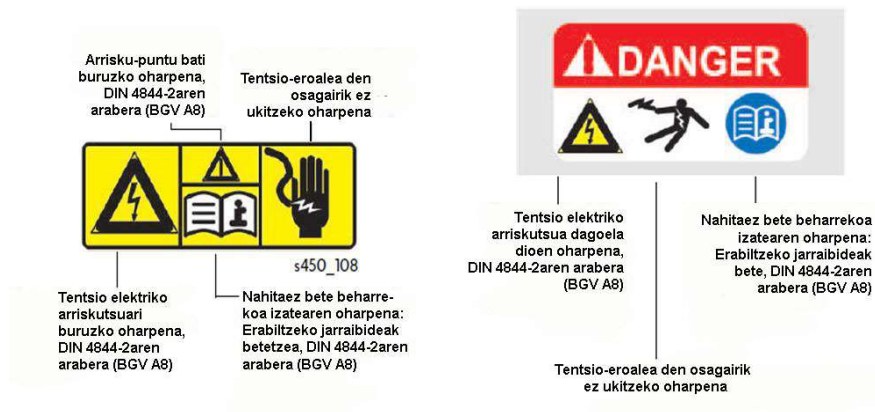 Arrisku-puntu bati
buruzko oharpena,
DIN 4844-2aren
arabera (BGV A8)
Tentsio-eroalea den
osagairik ez
ukitzeko oharpena
s450_108
Tentsio elektriko
arriskutsuari
buruzko oharpena,
DIN 4844-2aren
arabera (BGV A8)
Nahitaez bete beharre-
koa izatearen oharpena:
Erabiltzeko jarraibideak
betetzea, DIN 4844-2aren
arabera (BGV A8)
DANGER
Tentsio elektriko
arriskutsua dagoela
dioen oharpena,
DIN 4844-2aren arabera
(BGV A8)
Nahitaez bete beharrekoa
izatearen oharpena:
Erabiltzeko jarraibideak
bete, DIN 4844-2aren
arabera (BGV A8)
Tentsio-eroalea den osagairik
ez ukitzeko oharpena